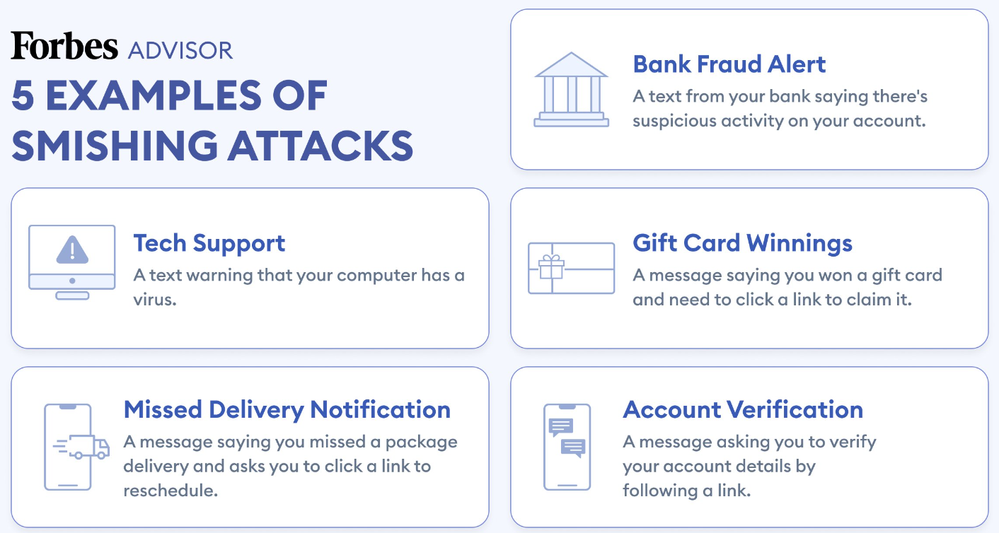 Forbes ADVISOR
5 EXAMPLES OF
SMISHING ATTACKS
Bank Fraud Alert
A text from your bank saying there's
suspicious activity on your account.
Tech Support
A text warning that your computer has a
virus.
Gift Card Winnings
A message saying you won a gift card
and need to click a link to claim it.
Missed Delivery Notification
A message saying you missed a package
delivery and asks you to click a link to
reschedule.
Account Verification
A message asking you to verify
your account details by
following a link.